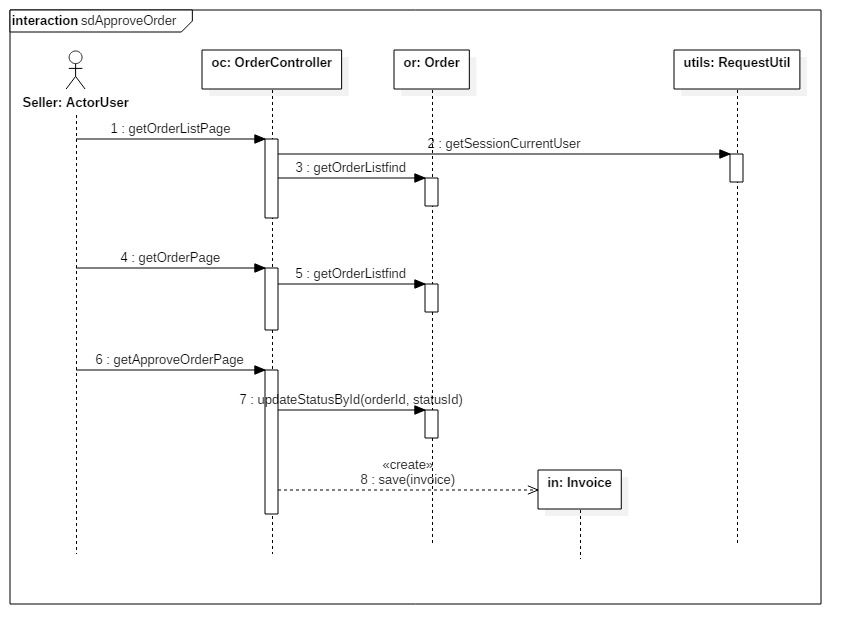 interaction sdApproveOrder
oc: OrderController
or: Order
utils: RequestUtil
Seller: ActorUser
1 : getOrderListPage
2 : getSessionCurrentUser
3 : getOrderListfind
4 : getOrderPage
5 : getOrderListfind
6 : getApproveOrderPage
7 : updateStatusById(orderId, statusId)
«create»
8 : save(invoice)
in: Invoice